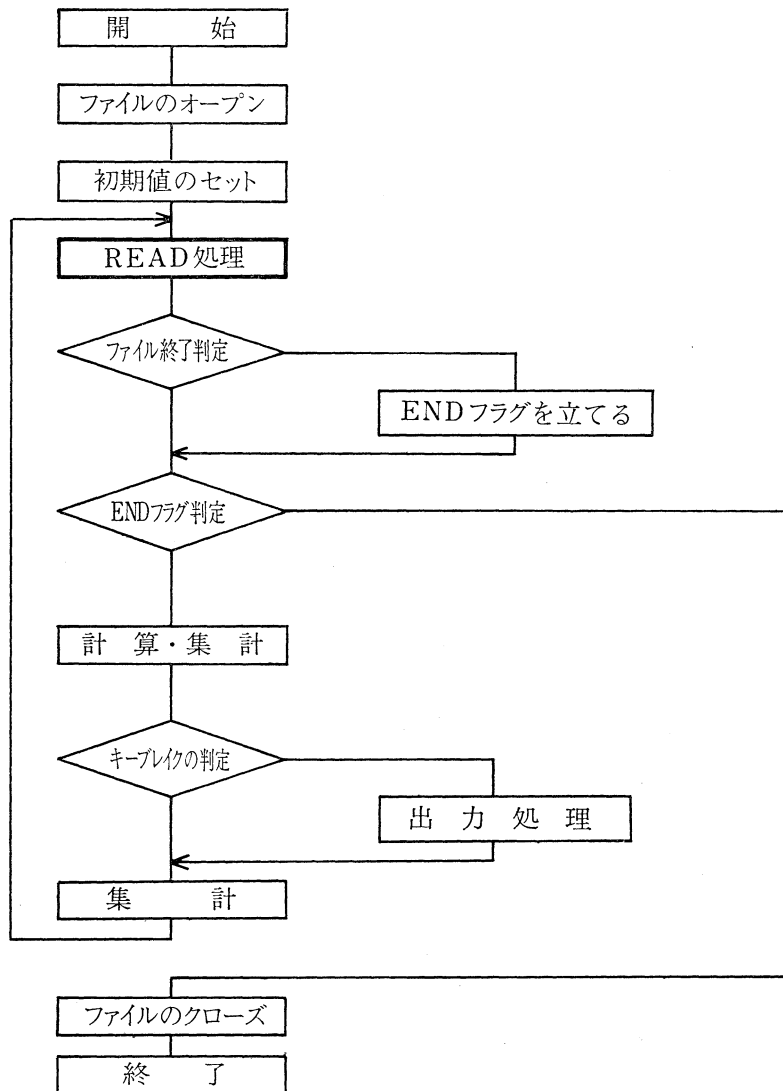 開始
ファイルのオープン
初期値のセット
READ処理
ファイル終了判定
ENDフラグを立てる
ENDフラグ判定
計算・集計
キーブレイクの判定
出力処理
集計
ファイルのクローズ
終了